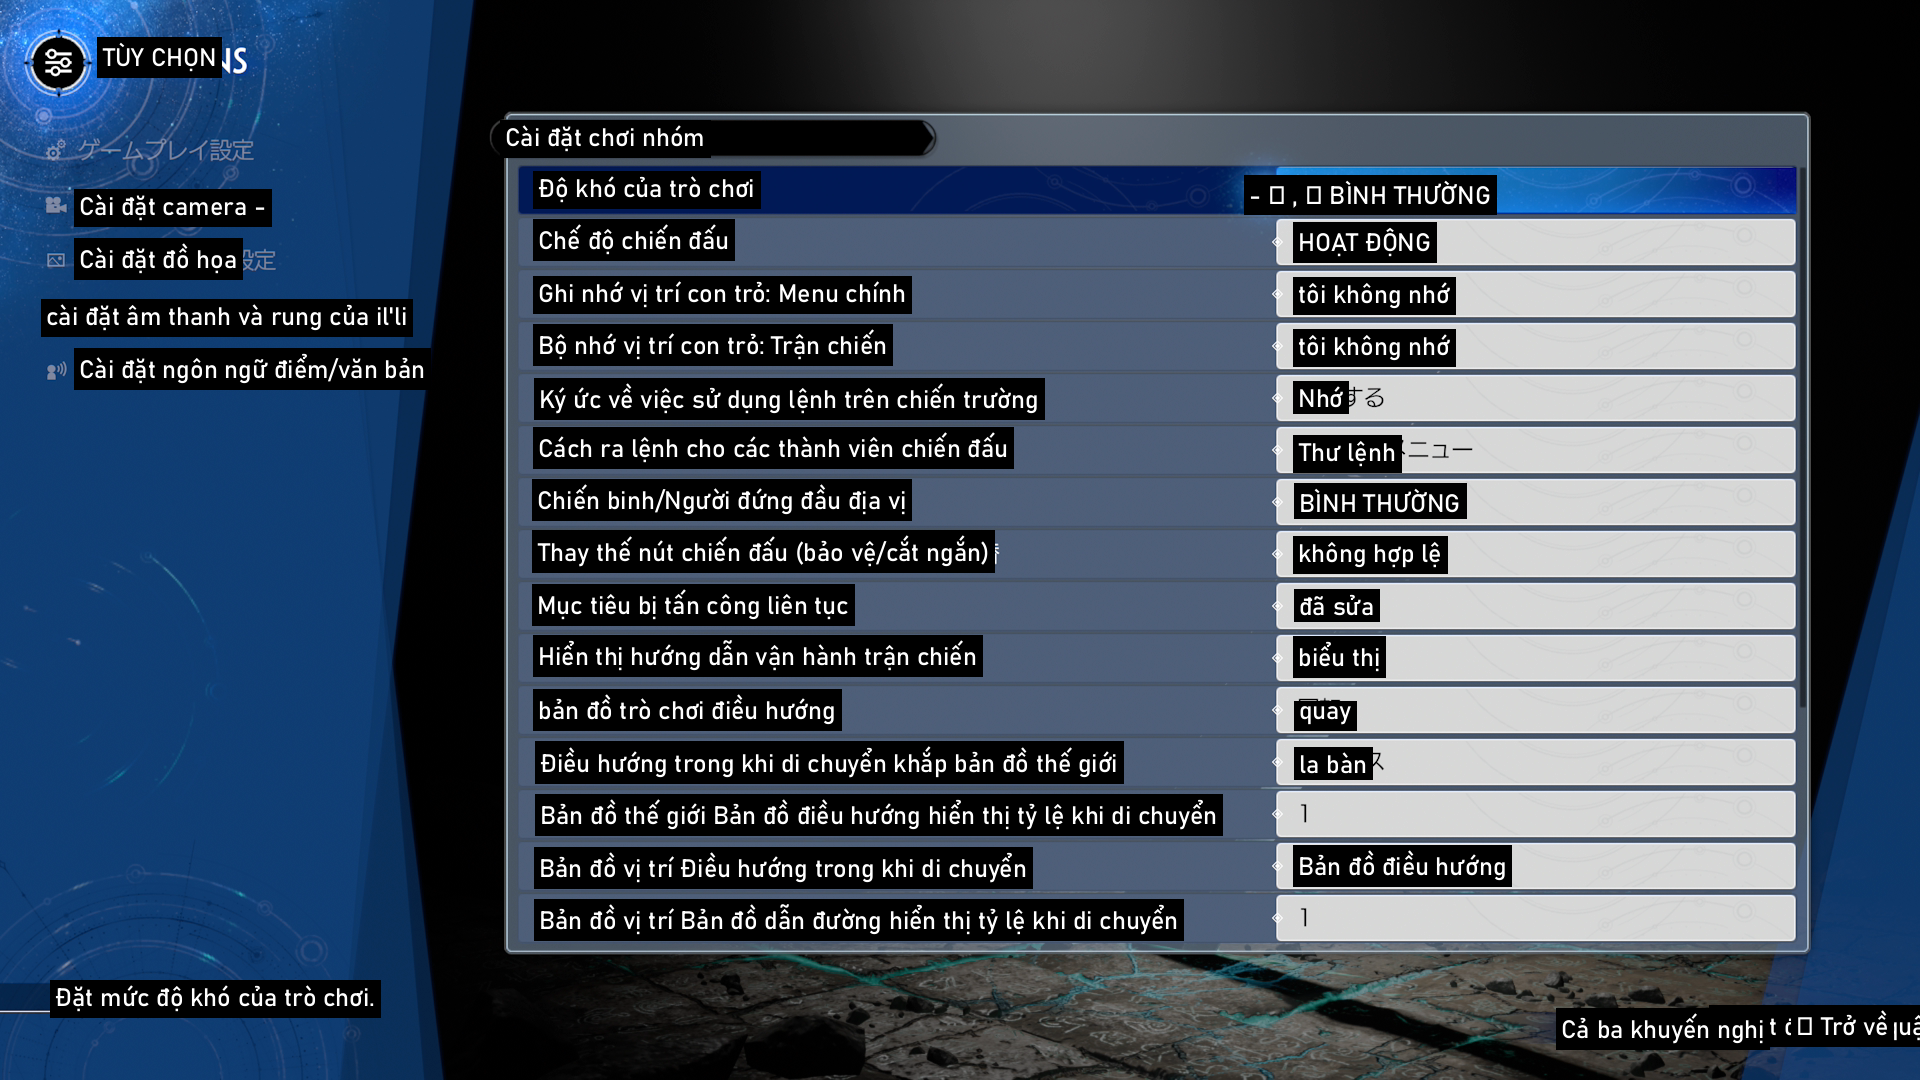 TÙY CHỌN NS
ゲームプレイ設定
Cài đặt camera -
Cài đặt đồ họa 設定
cài đặt âm thanh và rung của il'li
Cài đặt ngôn ngữ điểm/văn bản
Cài đặt chơi nhóm
Độ khó của trò chơi
- □ , □ BÌNH THƯỜNG
Chế độ chiến đấu
HOẠT ĐỘNG
Ghi nhớ vị trí con trỏ: Menu chính
tôi không nhớ
Bộ nhớ vị trí con trỏ: Trận chiến
tôi không nhớ
Ký ức về việc sử dụng lệnh trên chiến trường
Nhớ する
Cách ra lệnh cho các thành viên chiến đấu
Thư lệnh ニュー
Chiến binh/Người đứng đầu địa vị
BÌNH THƯỜNG
Thay thế nút chiến đấu (bảo vệ/cắt ngắn)
không hợp lệ
Mục tiêu bị tấn công liên tục
đã sửa
Hiển thị hướng dẫn vận hành trận chiến
biểu thị
bản đồ trò chơi điều hướng
quay
Điều hướng trong khi di chuyển khắp bản đồ thế giới
la bàn ス
Bản đồ thế giới Bản đồ điều hướng hiển thị tỷ lệ khi di chuyển
1
Bản đồ vị trí Điều hướng trong khi di chuyển
Bản đồ điều hướng
Bản đồ vị trí Bản đồ dẫn đường hiển thị tỷ lệ khi di chuyển
1
Đặt mức độ khó của trò chơi.
Cả ba khuyến nghị □ Trở về